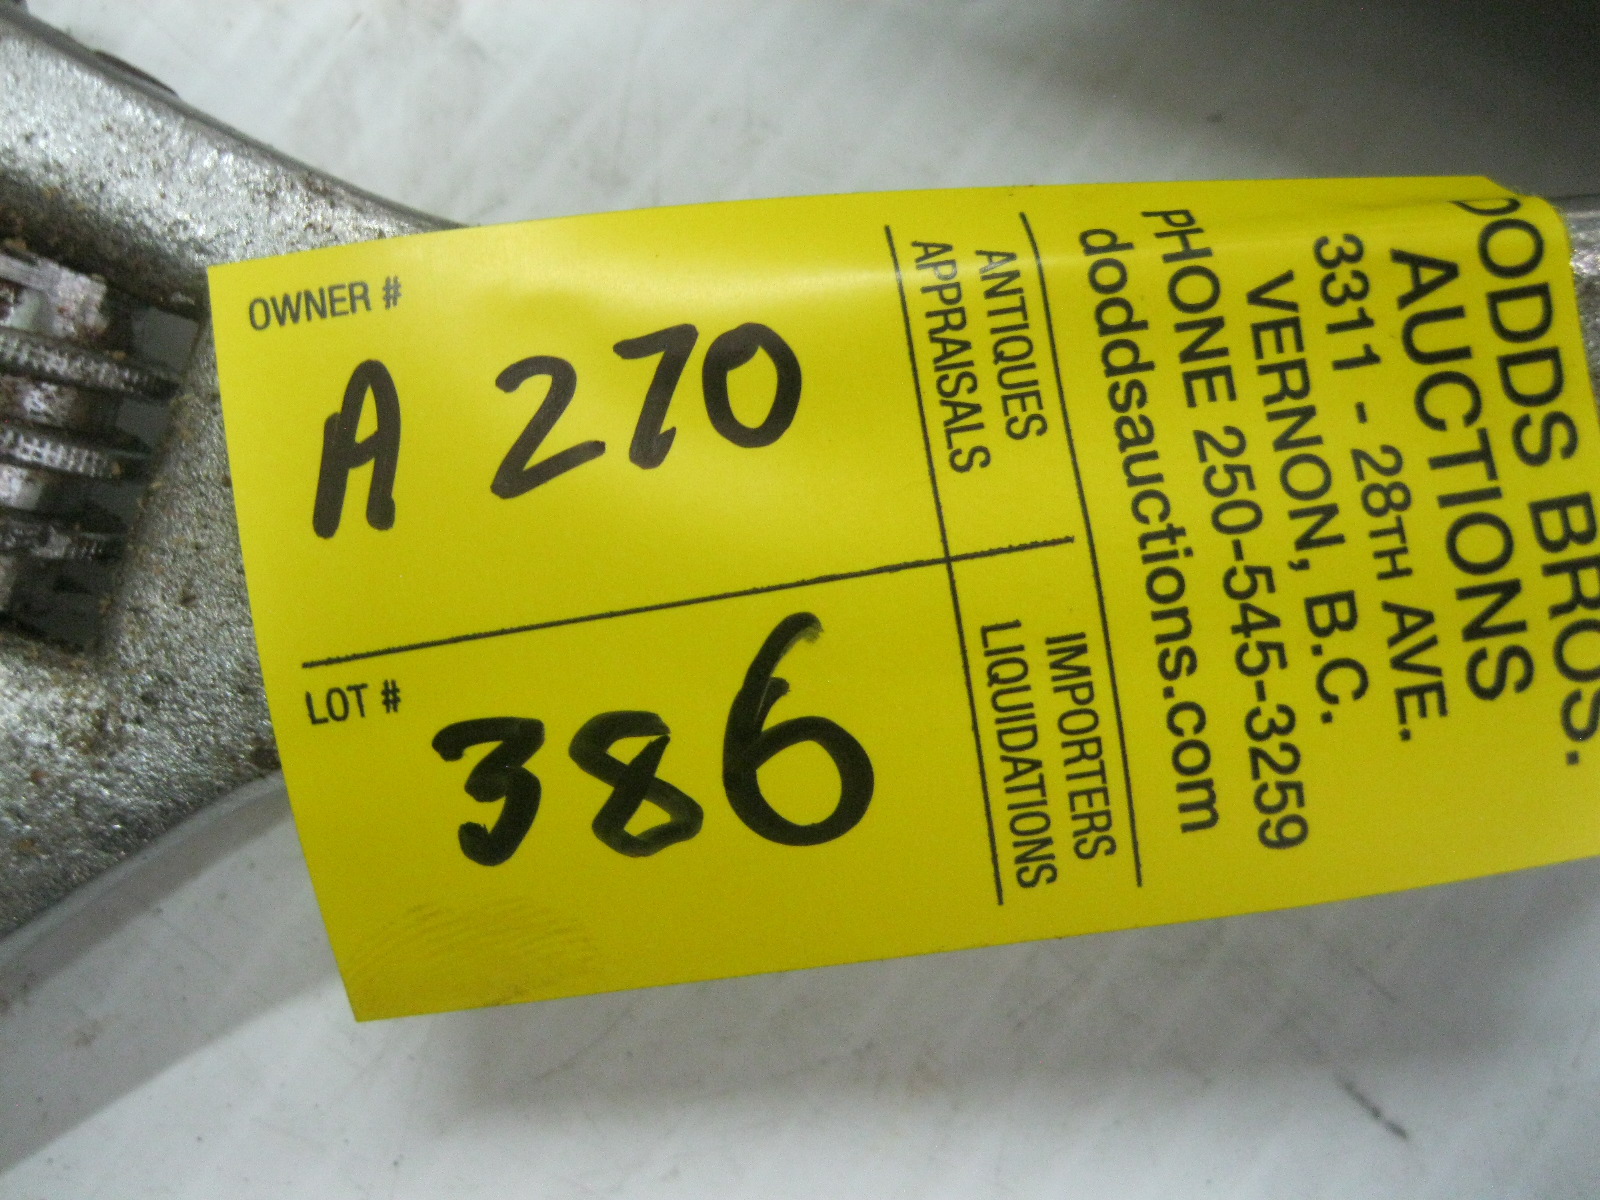 OWNER #
A 270
LOT #
386
ANTIQUES
APPRAISALS
IMPORTERS
LIQUIDATIONS
DODDS BROS.
AUCTIONS
3311 - 28TH AVE.
VERNON, B.C.
PHONE 250-545-3259
doddsauctions.com